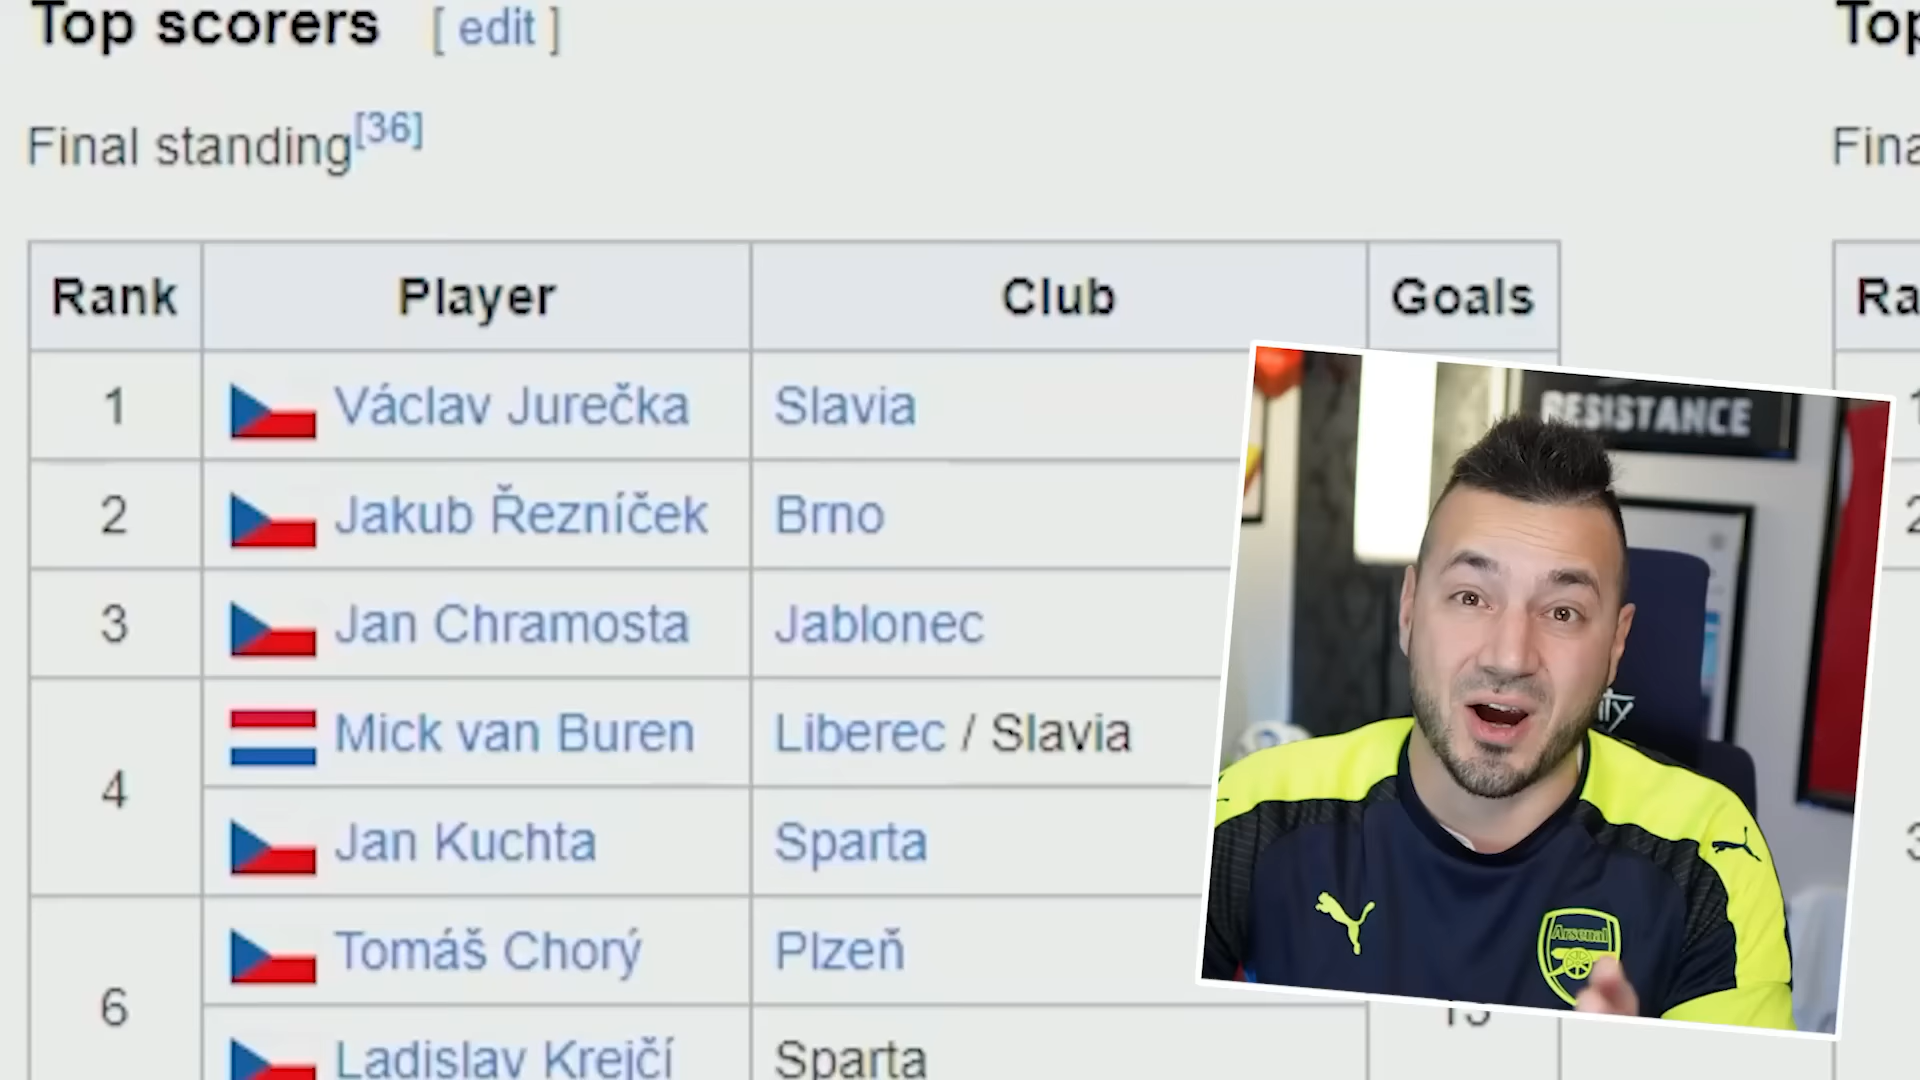 Top scorers [ edit ]
Final standing[36]
Rank Player Club Goals
1 Václav Jurečka Slavia
2 Jakub Řezníček Brno
3 Jan Chramosta Jablonec
4 Mick van Buren Liberec / Slavia
Jan Kuchta Sparta
6 Tomáš Chorý Plzeň
Ladislav Krejčí Sparta
RESISTANCE
Arsenal